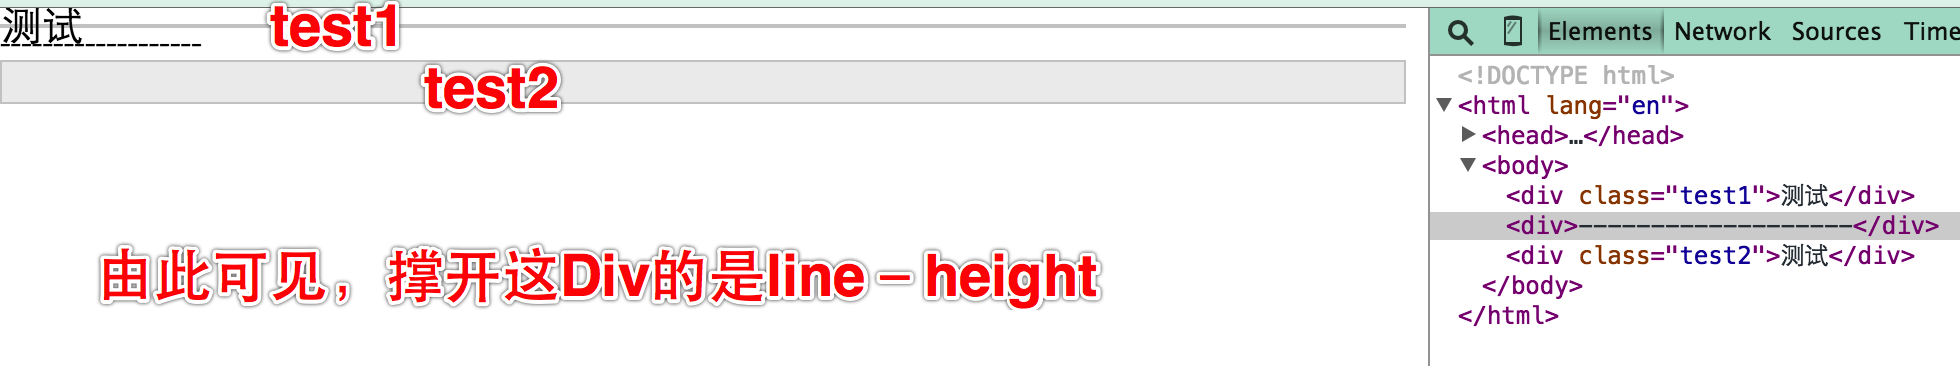 测试
-------------------
test1
test2
由此可见，撑开这Div的是line－height
Elements Network Sources Time
<!DOCTYPE html>
▼<html lang="en">
▶<head>…</head>
▼<body>
<div class="test1">测试</div>
<div>-------------------</div>
<div class="test2">测试</div>
</body>
</html>